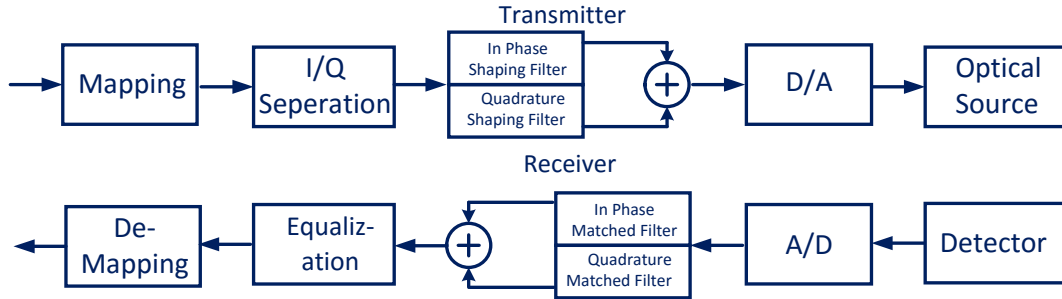 Transmitter
Mapping
I/Q
Seperation
In Phase
Shaping Filter
Quadrature
Shaping Filter
+
D/A
Optical
Source
Receiver
De-
Mapping
Equaliz-
ation
+
In Phase
Matched Filter
Quadrature
Matched Filter
A/D
Detector